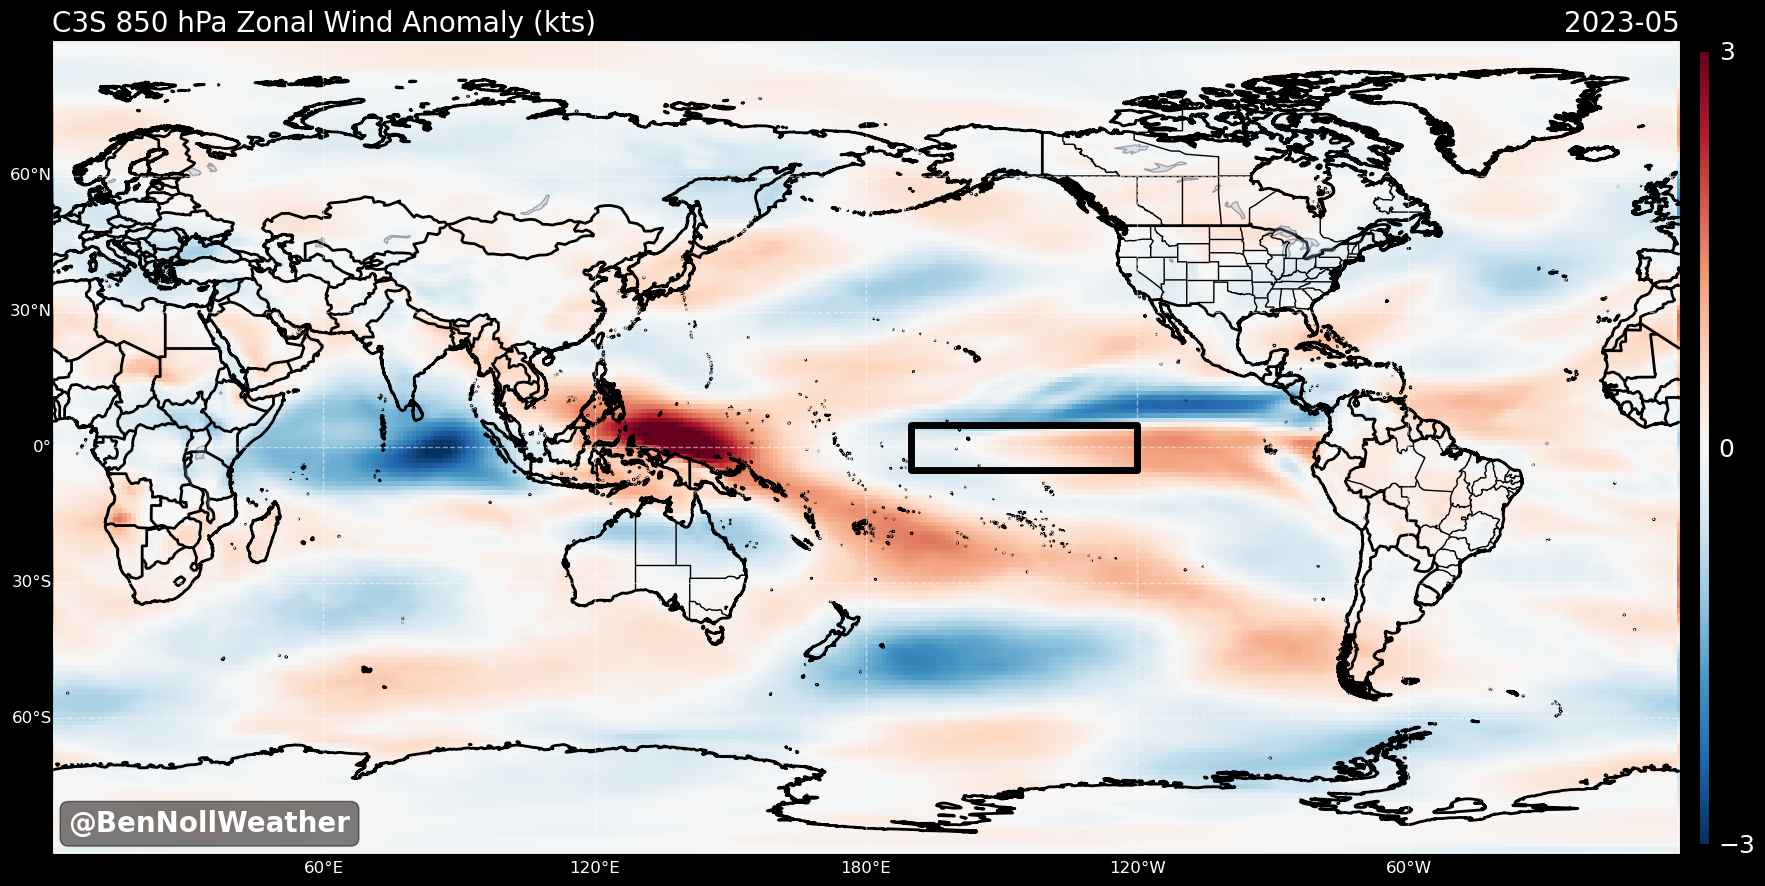 C3S 850 hPa Zonal Wind Anomaly (kts) 2023-05
3
60°N
30°N
0° 0
30°S
60°S
@BenNollWeather
−3
60°E 120°E 180°E 120°W 60°W